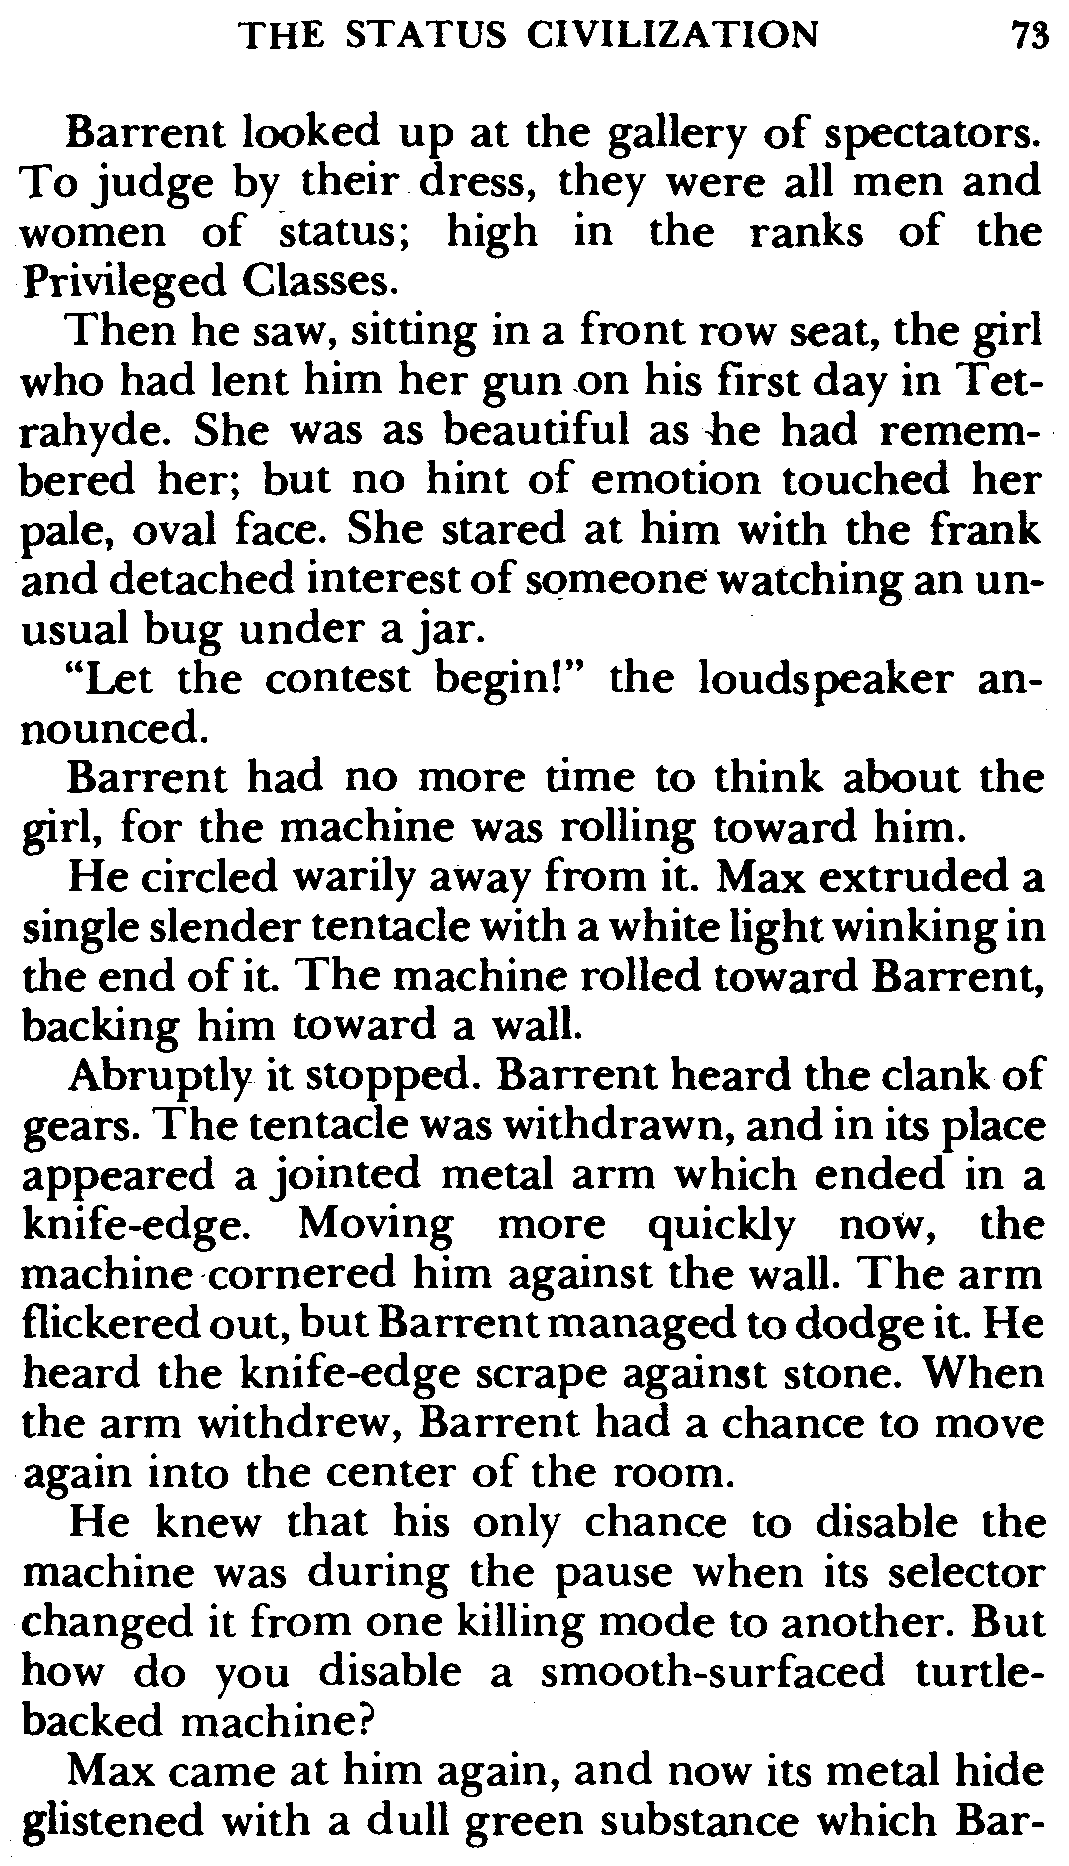 THE STATUS CIVILIZATION 73
Barrent looked up at the gallery of spectators.
To judge by their dress, they were all men and
women of status; high in the ranks of the
Privileged Classes.
Then he saw, sitting in a front row seat, the girl
who had lent him her gun on his first day in Tet-
rahyde. She was as beautiful as he had remem-
bered her; but no hint of emotion touched her
pale, oval face. She stared at him with the frank
and detached interest of someone watching an un-
usual bug under a jar.
“Let the contest begin!” the loudspeaker an-
nounced.
Barrent had no more time to think about the
girl, for the machine was rolling toward him.
He circled warily away from it. Max extruded a
single slender tentacle with a white light winking in
the end of it. The machine rolled toward Barrent,
backing him toward a wall.
Abruptly it stopped. Barrent heard the clank of
gears. The tentacle was withdrawn, and in its place
appeared a jointed metal arm which ended in a
knife-edge. Moving more quickly now, the
machine cornered him against the wall. The arm
flickered out, but Barrent managed to dodge it. He
heard the knife-edge scrape against stone. When
the arm withdrew, Barrent had a chance to move
again into the center of the room.
He knew that his only chance to disable the
machine was during the pause when its selector
changed it from one killing mode to another. But
how do you disable a smooth-surfaced turtle-
backed machine?
Max came at him again, and now its metal hide
glistened with a dull green substance which Bar-